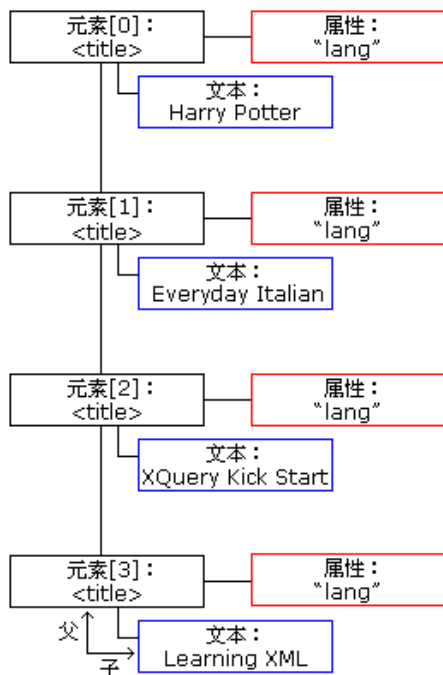 元素[0]：
<title>
属性：
“lang”
文本：
Harry Potter
元素[1]：
<title>
属性：
“lang”
文本：
Everyday Italian
元素[2]：
<title>
属性：
“lang”
文本：
XQuery Kick Start
元素[3]：
<title>
属性：
“lang”
父
子
文本：
Learning XML